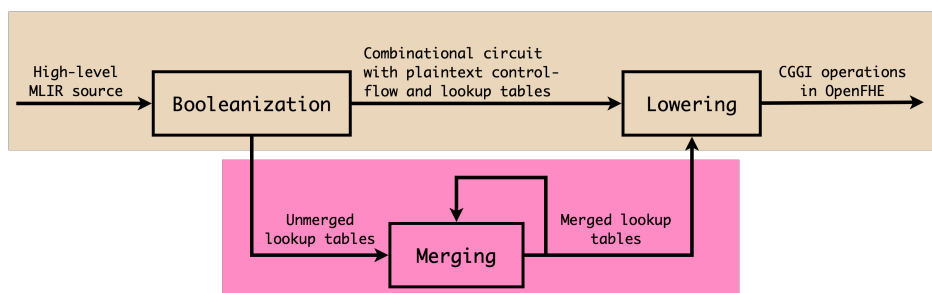 High-level
MLIR source
Booleanization
Combinational circuit
with plaintext control-
flow and lookup tables
Lowering
CGGI operations
in OpenFHE
Unmerged
lookup tables
Merging
Merged lookup
tables